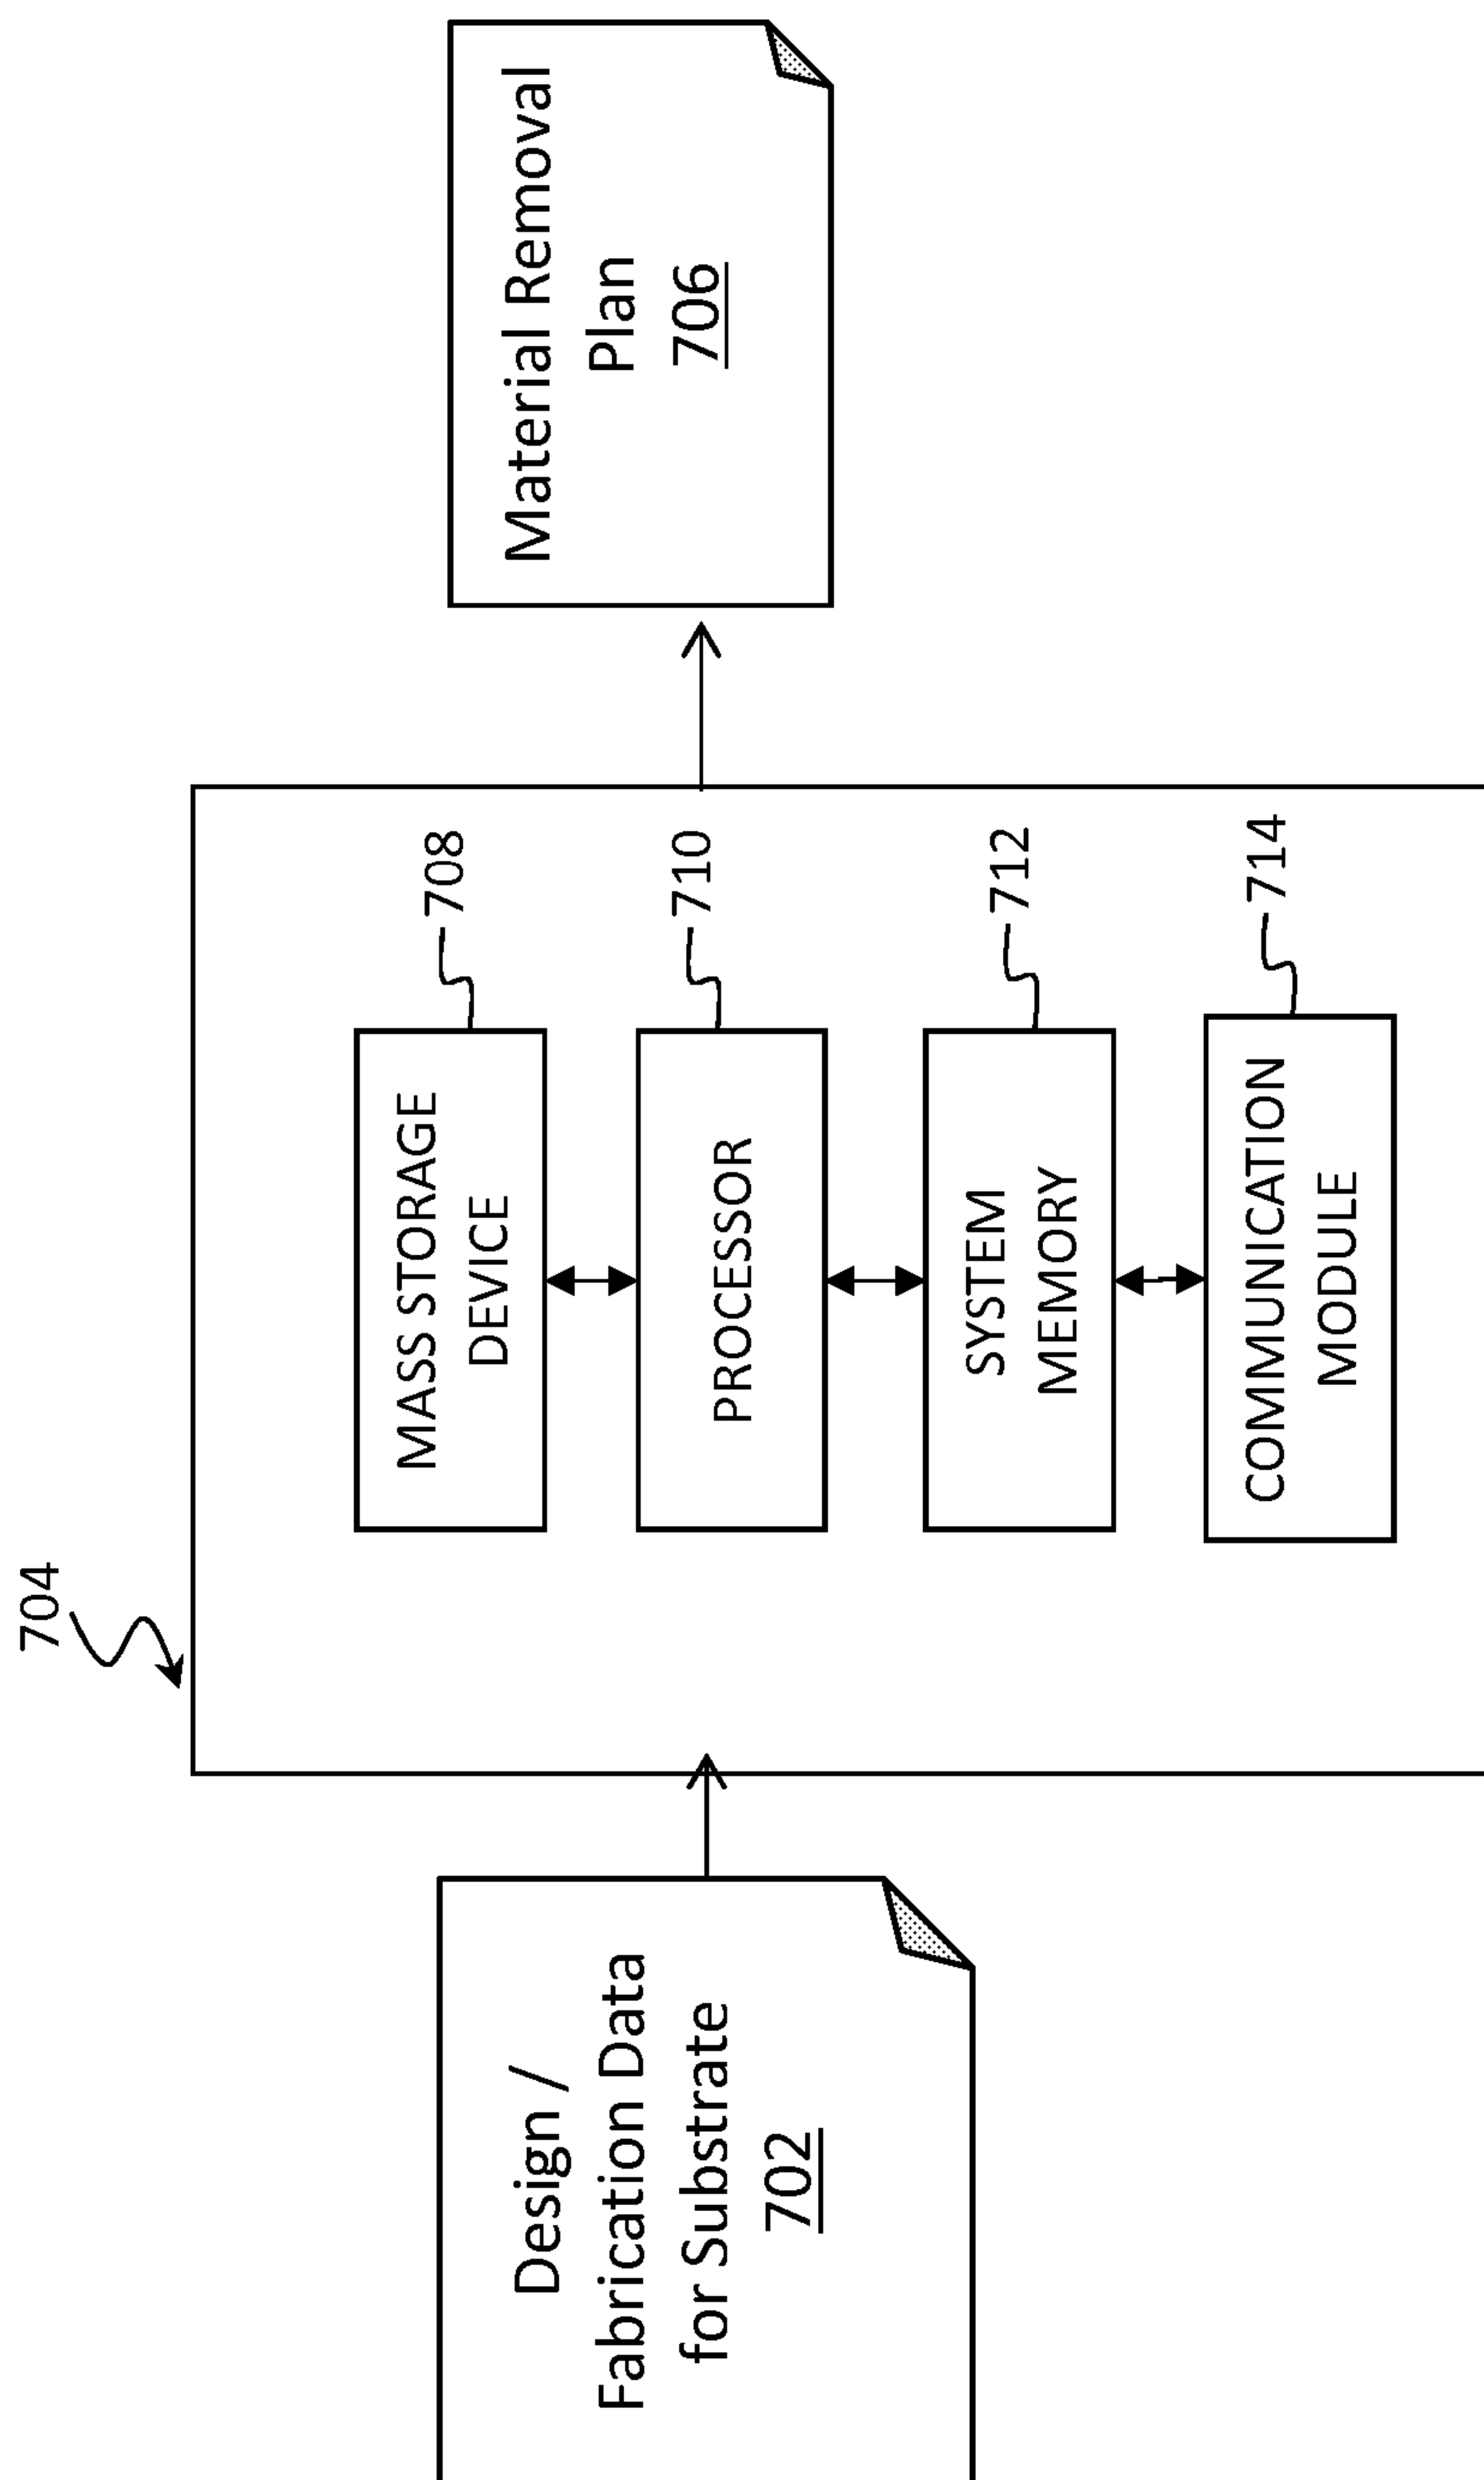 704
Design /
Fabrication Data
for Substrate
702
MASS STORAGE
DEVICE
708
PROCESSOR
710
SYSTEM
MEMORY
712
COMMUNICATION
MODULE
714
Material Removal
Plan
706